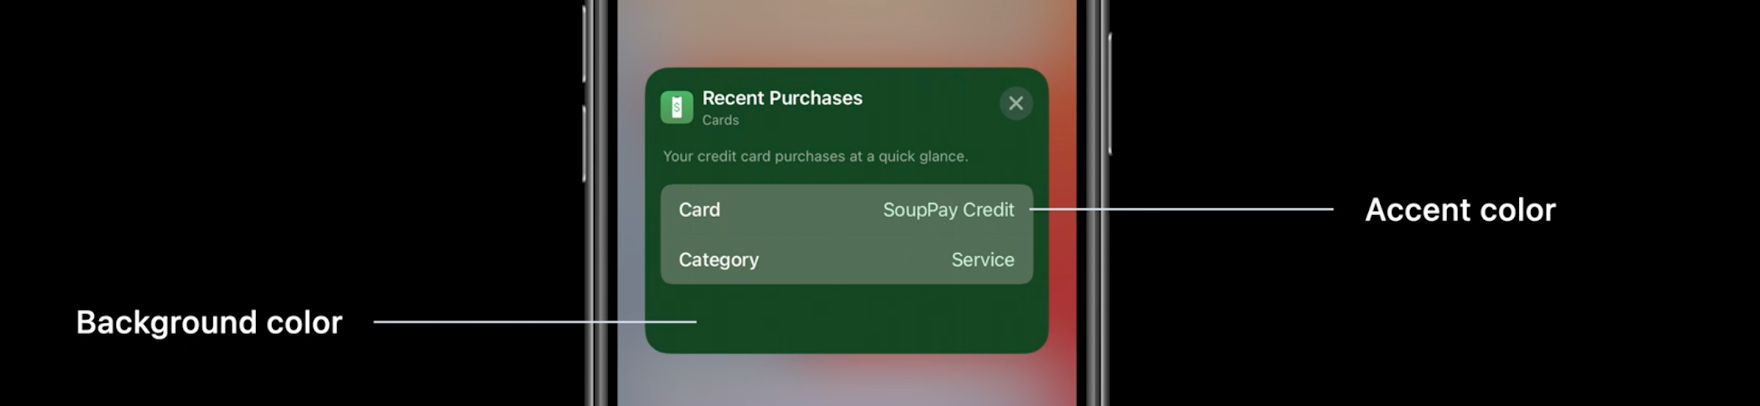 Recent Purchases
Cards
Your credit card purchases at a quick glance.
Card SoupPay Credit
Accent color
Category Service
Background color